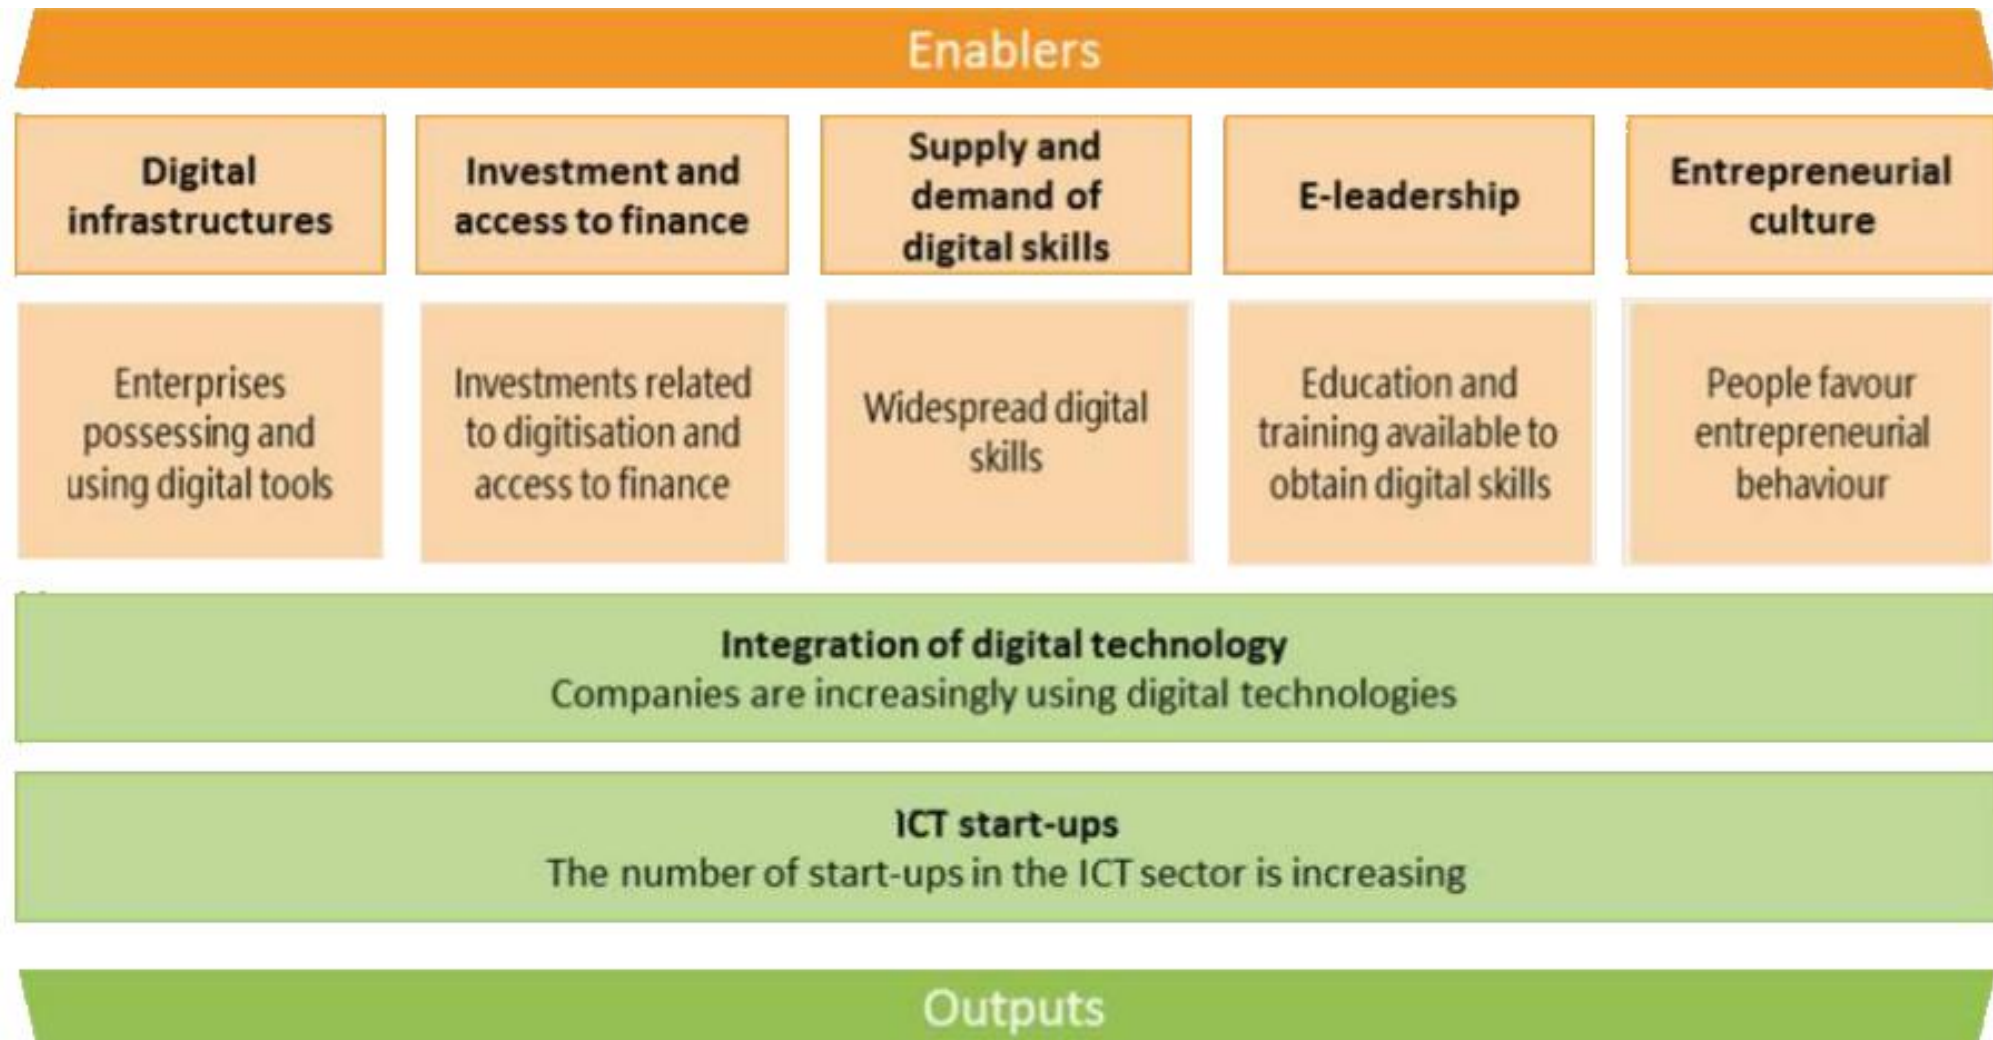 Enablers
Digital
infrastructures
Investment and
access to finance
Supply and
demand of
digital skills
E-leadership
Entrepreneurial
culture
Enterprises
possessing and
using digital tools
Investments related
to digitisation and
access to finance
Widespread digital
skills
Education and
training available to
obtain digital skills
People favour
entrepreneurial
behaviour
Integration of digital technology
Companies are increasingly using digital technologies
ICT start-ups
The number of start-ups in the ICT sector is increasing
Outputs